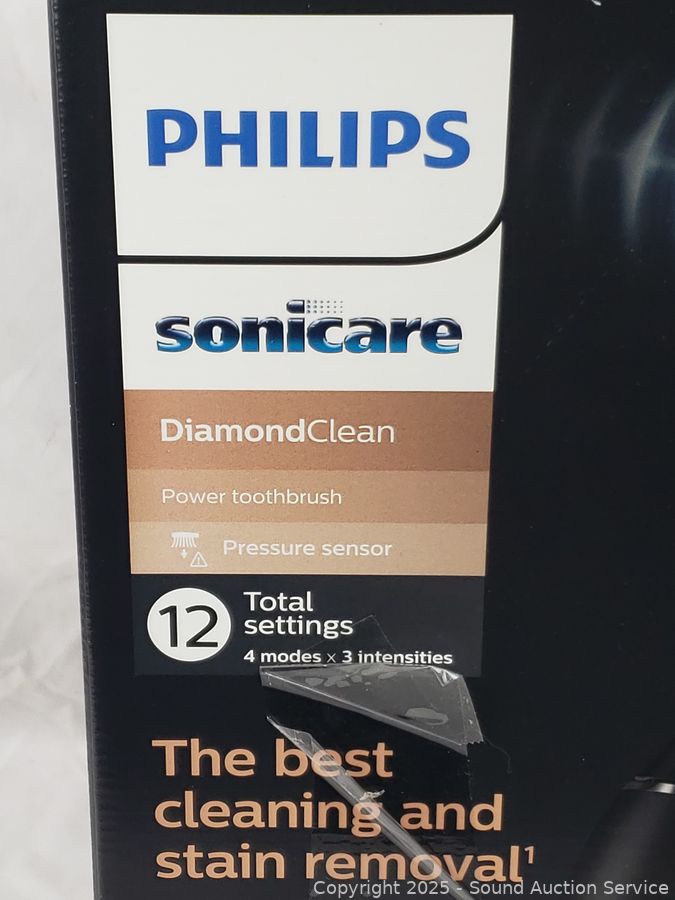 PHILIPS
sonicare
DiamondClean
Power toothbrush
Pressure sensor
12
Total
settings
4 modes x 3 intensities
The best
cleaning and
stain removal¹
Copyright 2025 - Sound Auction Service